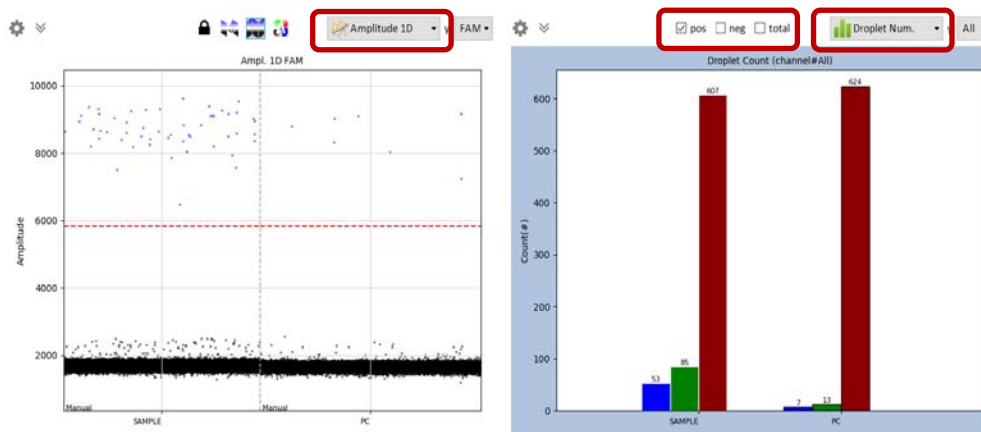 Amplitude 1D
y
FAM
pos
neg
total
Droplet Num.
All
Ampl. 1D FAM
10000
8000
6000
4000
2000
Amplitude
Manual
Manual
SAMPLE
PC
Droplet Count (channel#All)
600
500
400
300
200
100
0
Count(#)
53
85
607
7
13
624
SAMPLE
PC